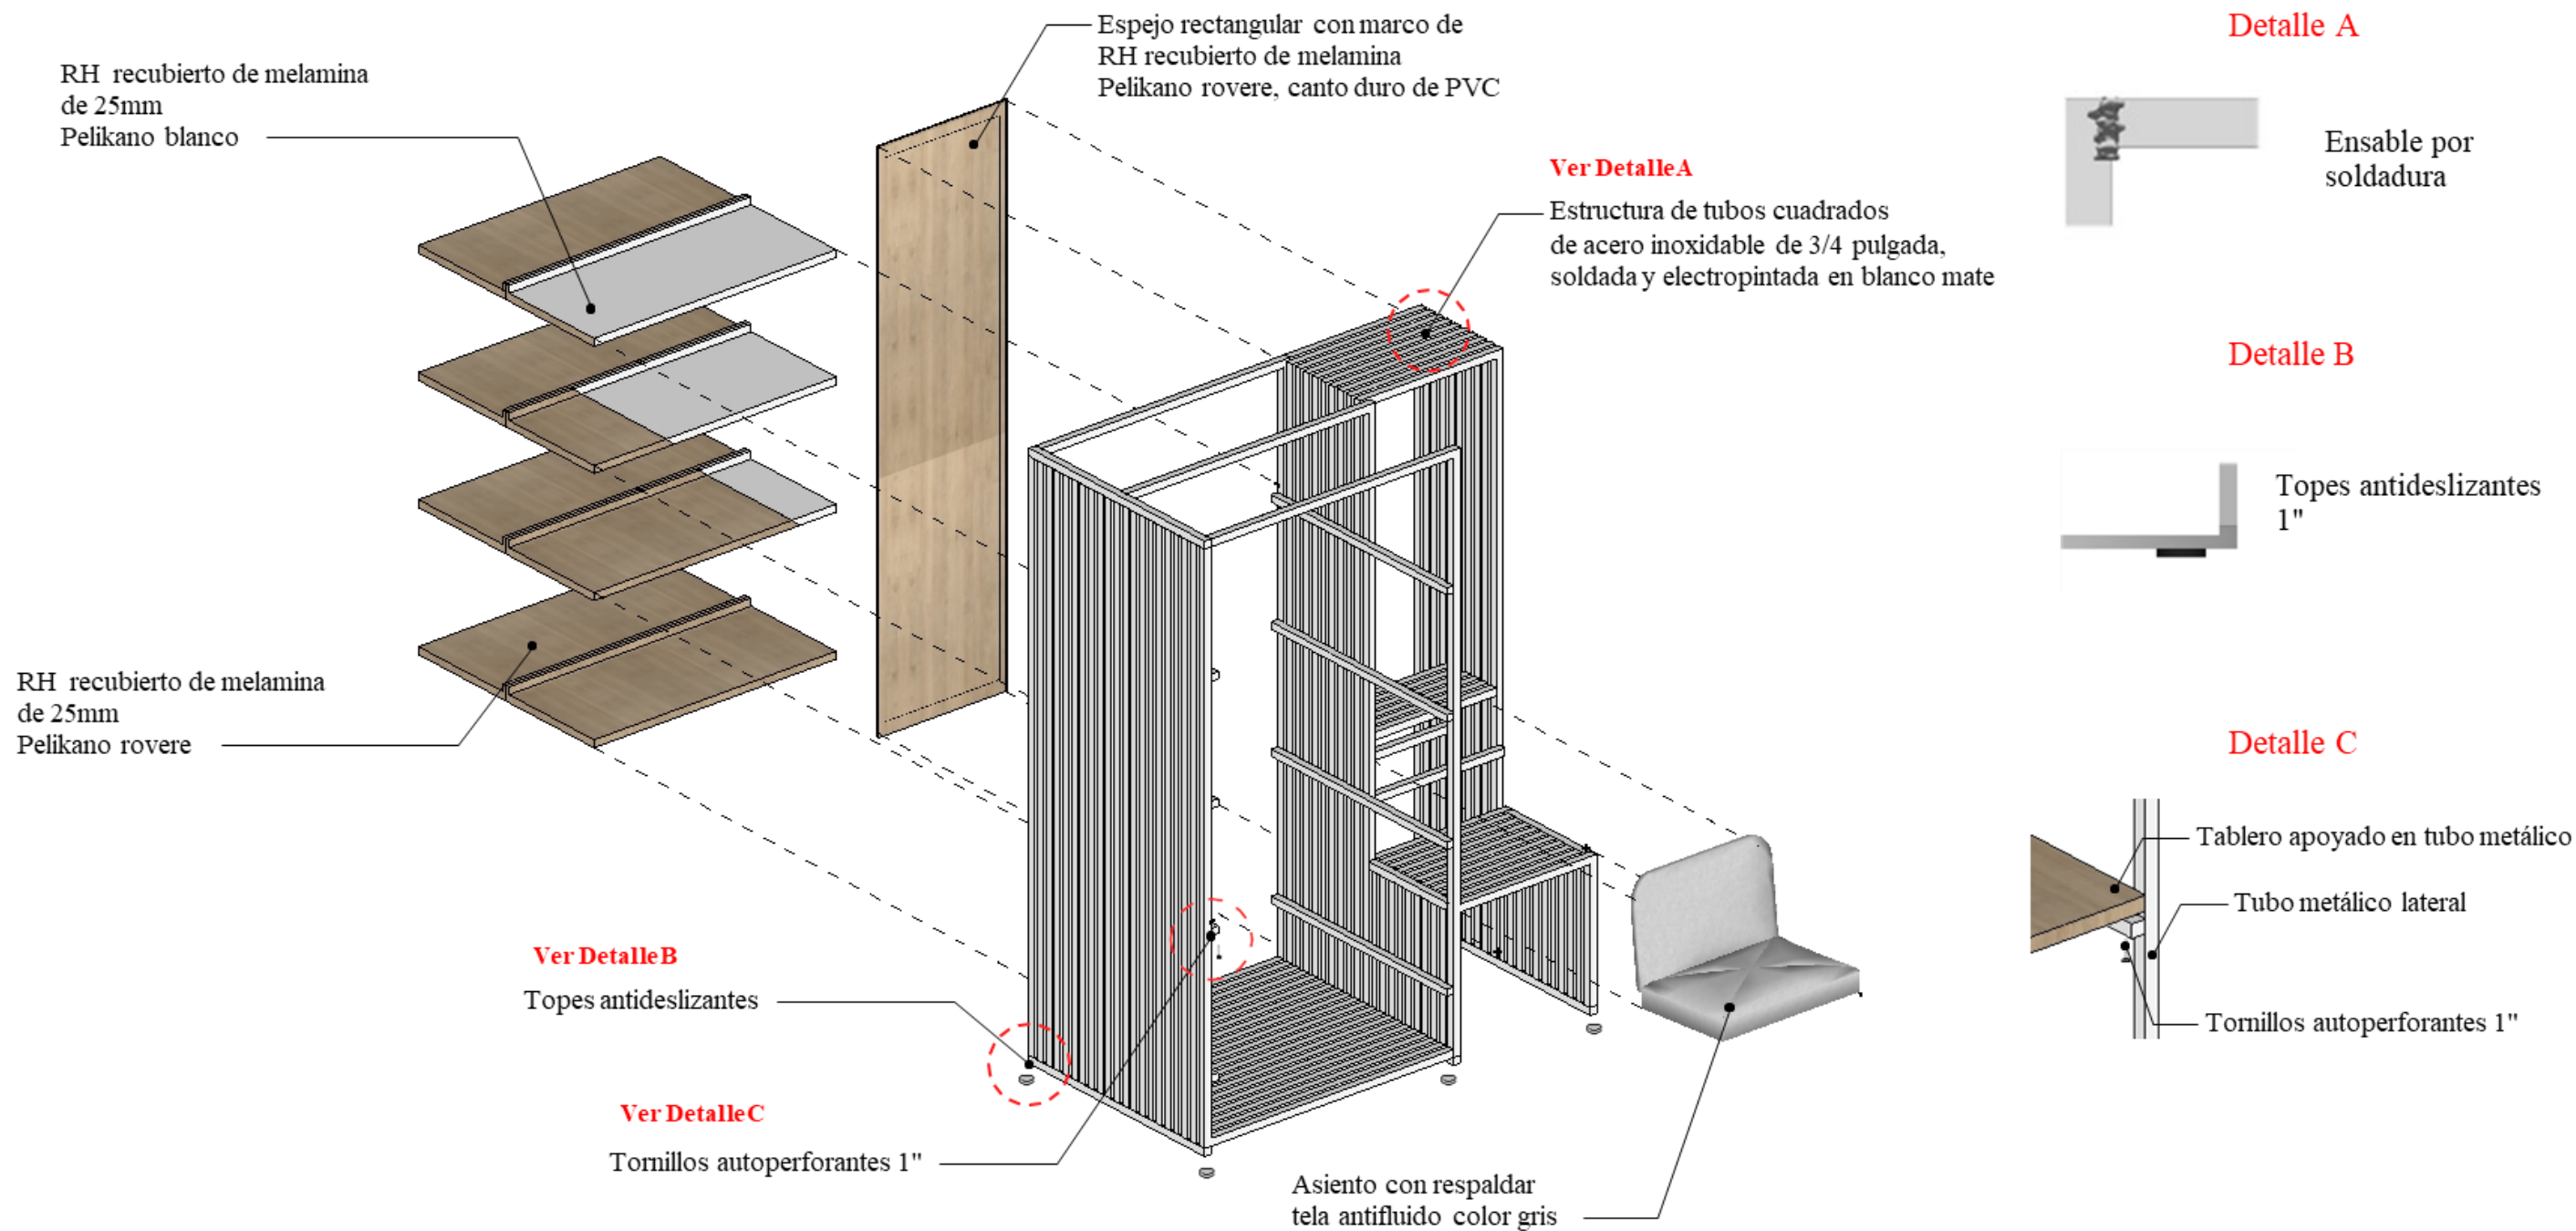 RH recubierto de melamina
de 25mm
Pelikano blanco
Espejo rectangular con marco de
RH recubierto de melamina
Pelikano rovere, canto duro de PVC
Ver Detalle A
Estructura de tubos cuadrados
de acero inoxidable de 3/4 pulgada,
soldada y electropintada en blanco mate
RH recubierto de melamina
de 25mm
Pelikano rovere
Ver Detalle B
Topes antideslizantes
Ver Detalle C
Tornillos autoperforantes 1"
Asiento con respaldar
tela antifluido color gris
Detalle A
Ensable por
soldadura
Detalle B
Topes antideslizantes
1"
Detalle C
Tablero apoyado en tubo metálico
Tubo metálico lateral
Tornillos autoperforantes 1"